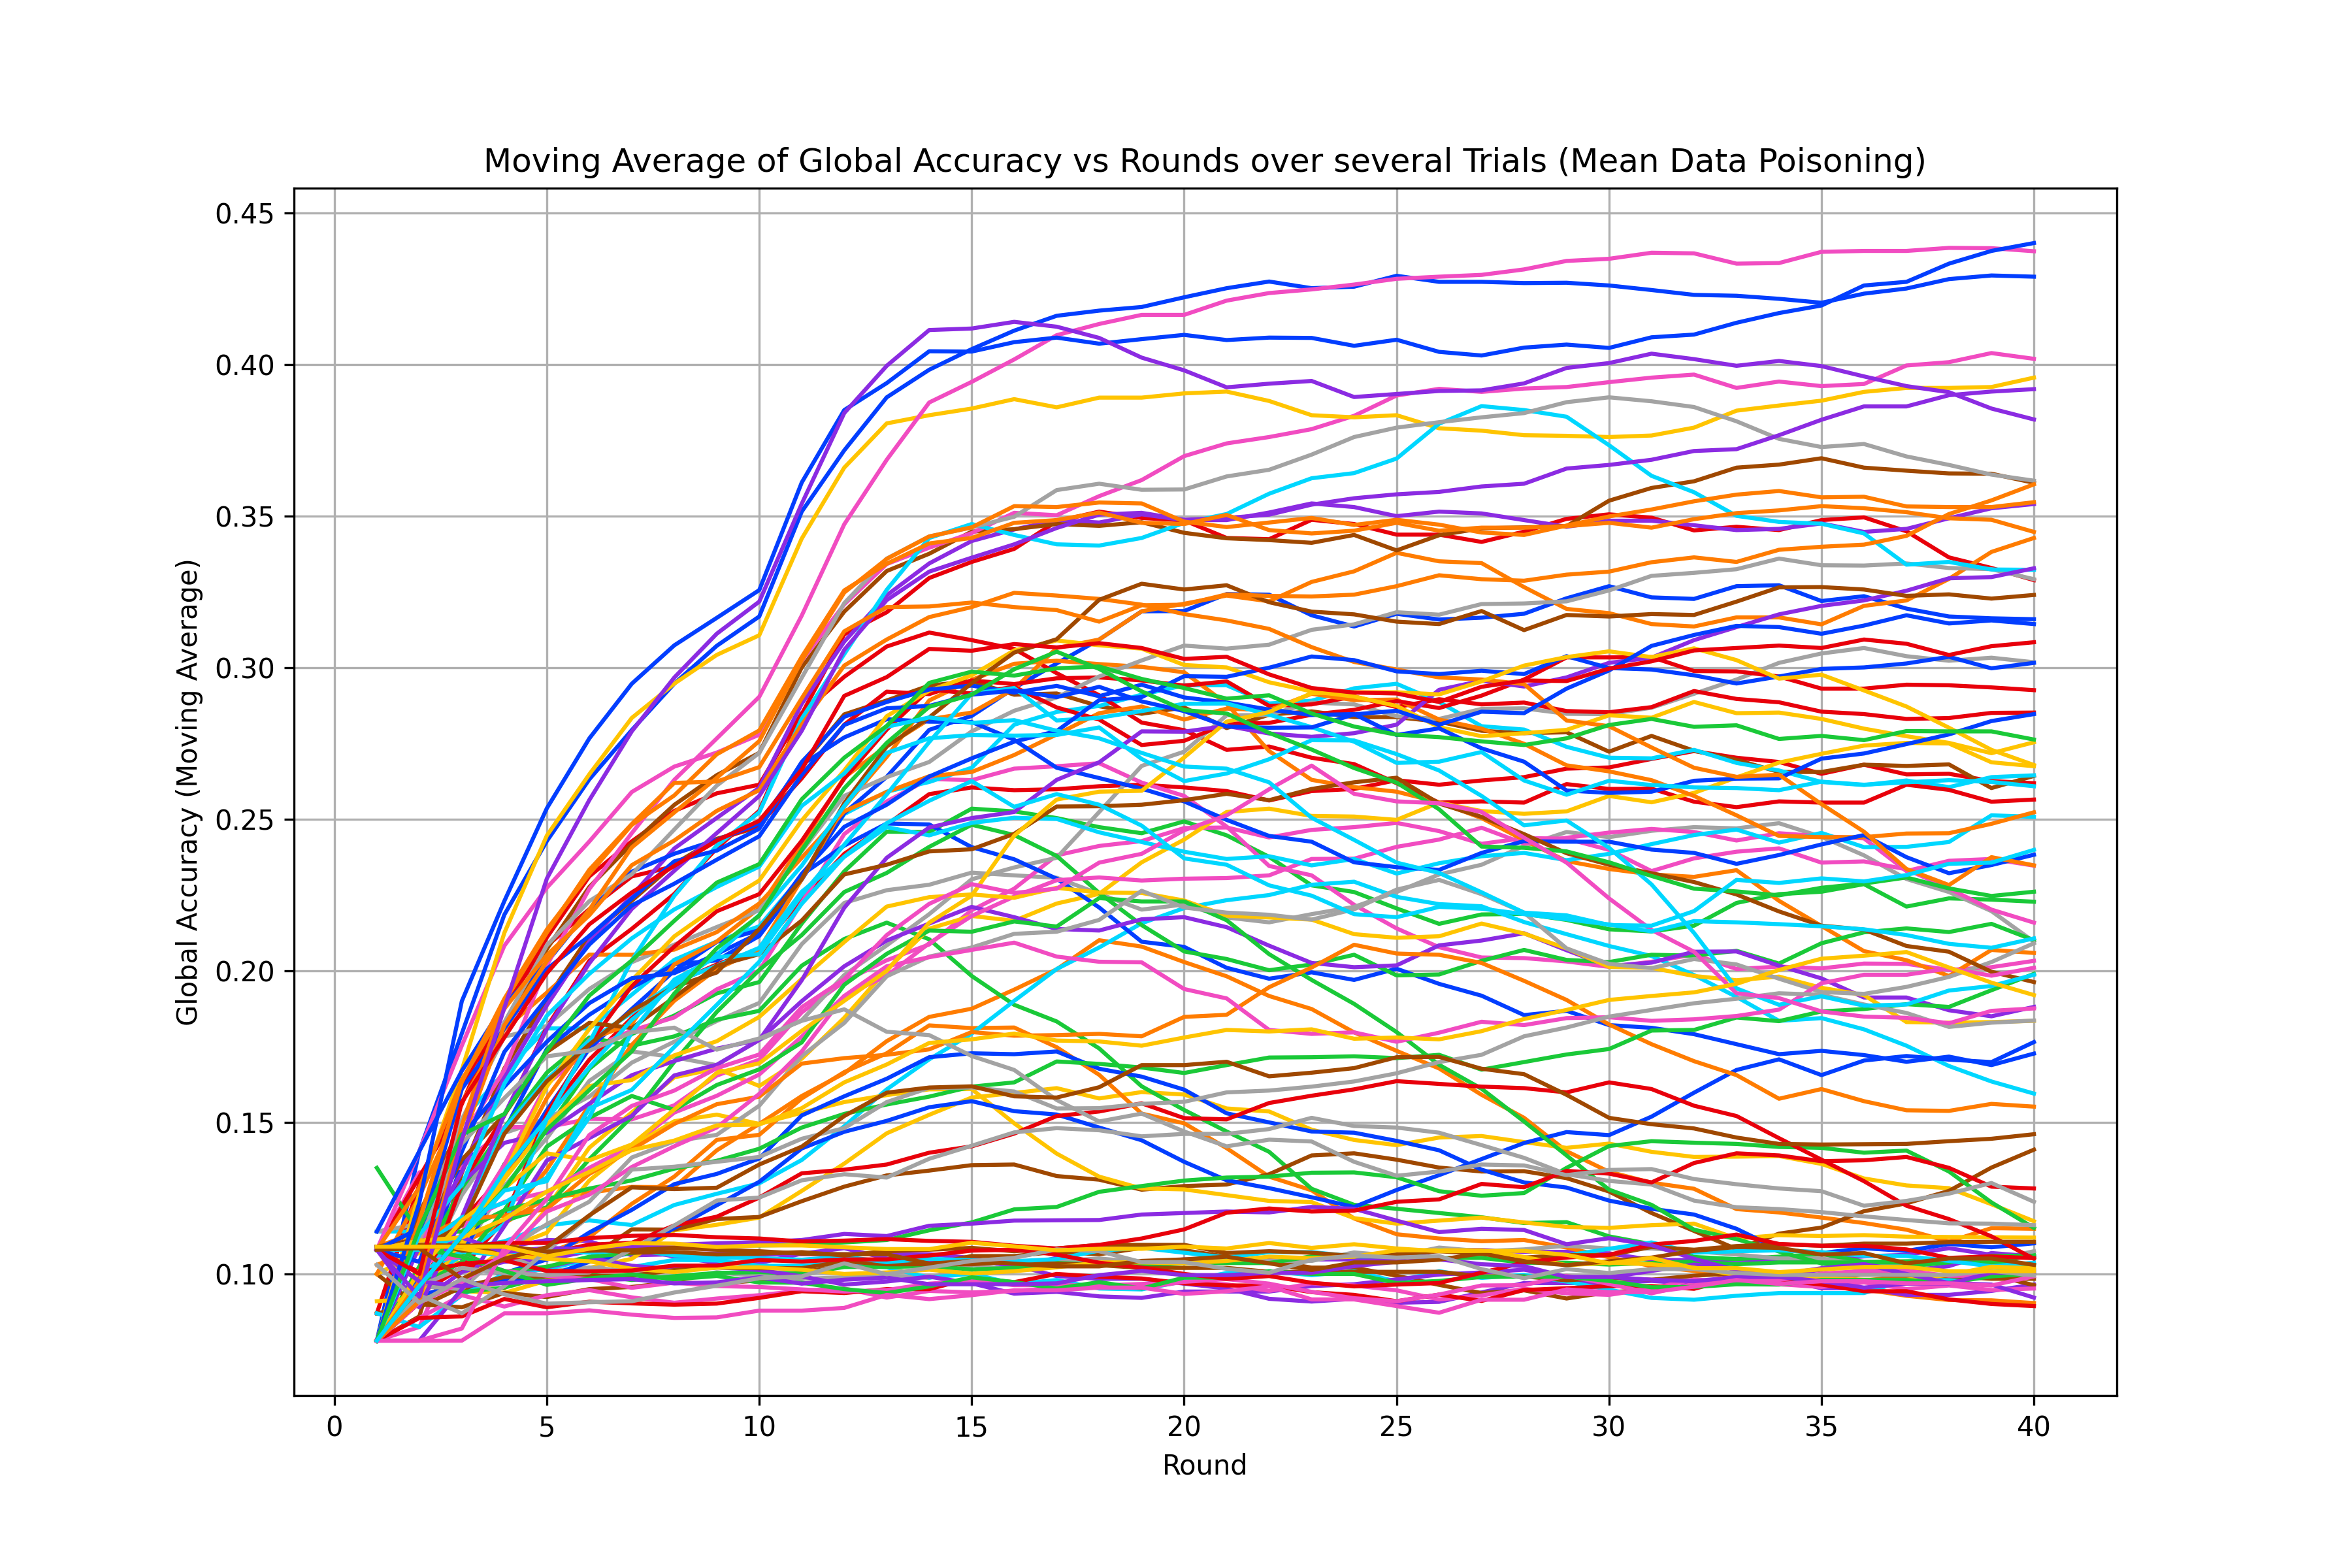 Moving Average of Global Accuracy vs Rounds over several Trials (Mean Data Poisoning)
Global Accuracy (Moving Average)
0.45
0.40
0.35
0.30
0.25
0.20
0.15
0.10
0 5 10 15 20 25 30 35 40
Round